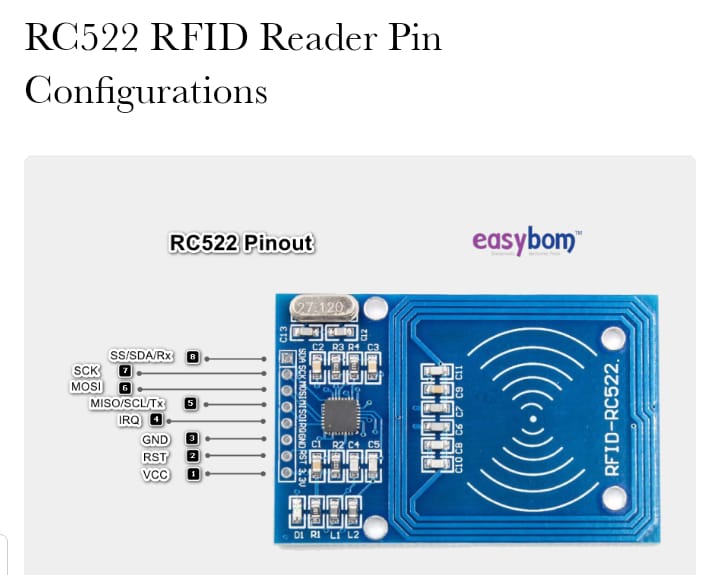 RC522 RFID Reader Pin
Configurations
RC522 Pinout
easybom™
27.120
C13
C12
C2 R3 R4 C3
SS/SDA/Rx 8
SCK 7
MOSI 6
MISO/SCL/Tx 5
IRQ 4
GND 3
RST 2
VCC 1
SDA SCK MOSI MISO IRQ GND RST 3.3V
C1 R2 C4 C5
D1 R1 L1 L2
C11
C9
C7
C6
C8
C10
RFID-RC522